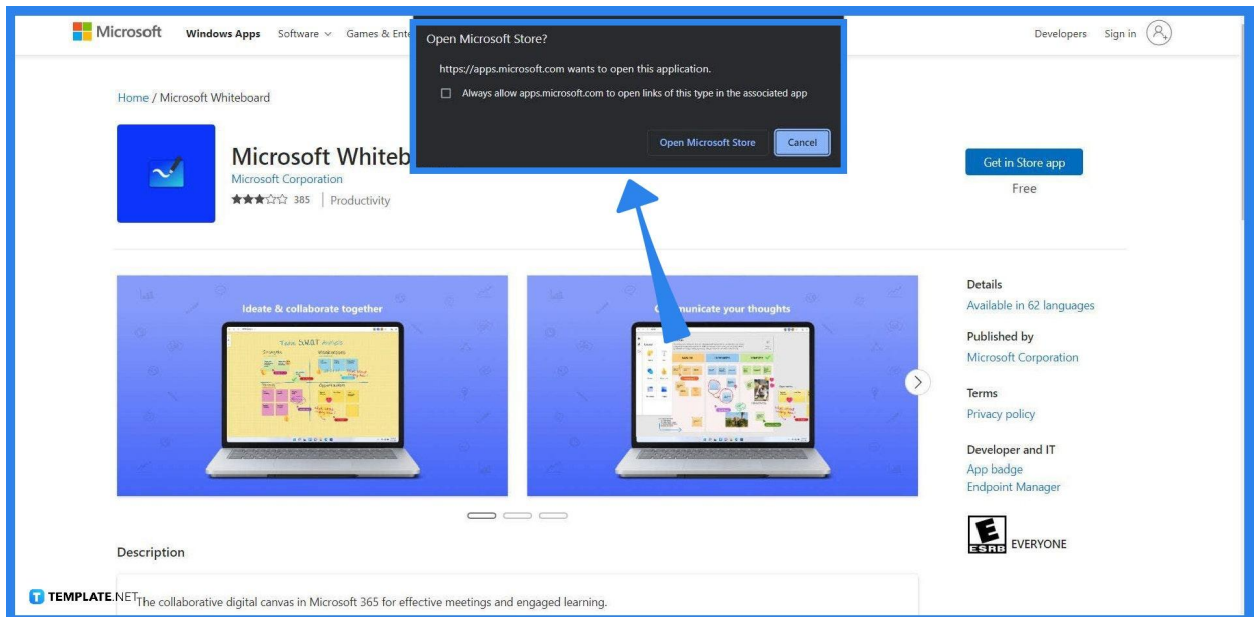 Microsoft Windows Apps Software Games & Ente Developers Sign in
Open Microsoft Store?
https://apps.microsoft.com wants to open this application.
Always allow apps.microsoft.com to open links of this type in the associated app
Open Microsoft Store Cancel
Home / Microsoft Whiteboard
Microsoft Whiteb
Microsoft Corporation
385 | Productivity
Get in Store app
Free
Ideate & collaborate together
municate your thoughts
Details
Available in 62 languages
Published by
Microsoft Corporation
Terms
Privacy policy
Developer and IT
App badge
Endpoint Manager
E
ESRB
EVERYONE
Description
The collaborative digital canvas in Microsoft 365 for effective meetings and engaged learning.
T TEMPLATE.NET